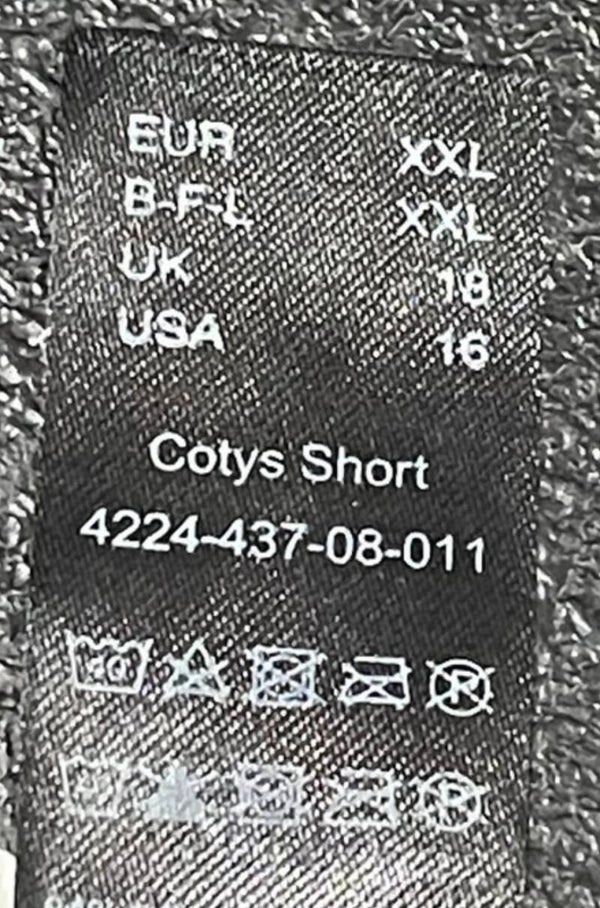 EUR XXL
B-F-L XXL
UK 18
USA 16
Cotys Short
4224-437-08-011